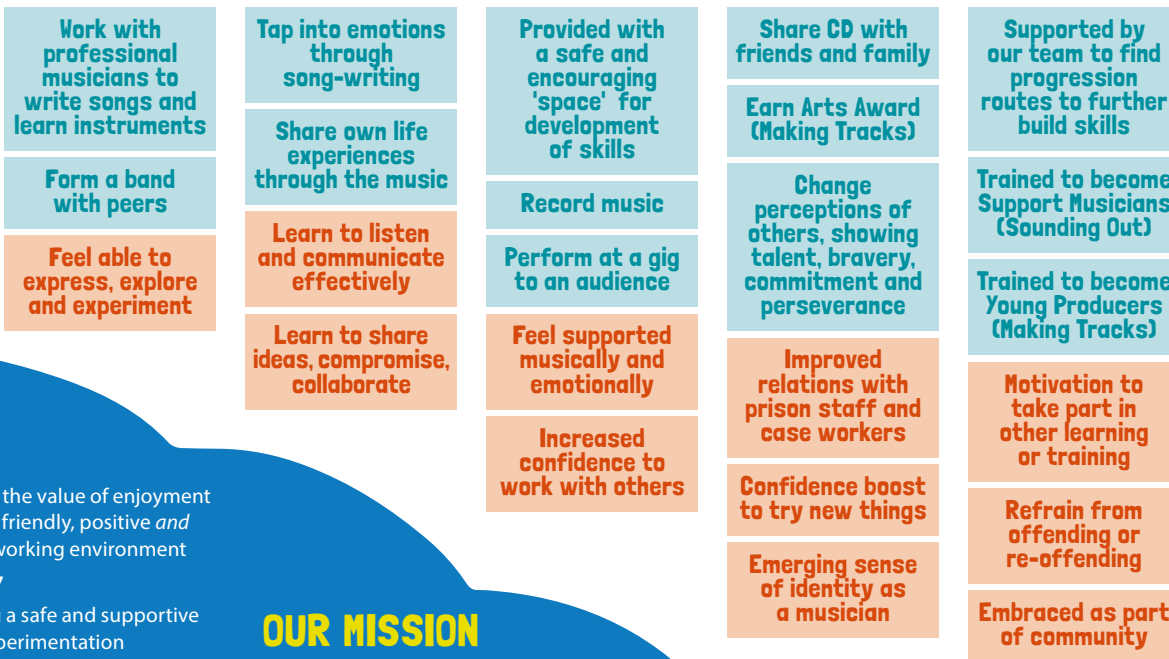 Work with
professional
musicians to
write songs and
learn instruments
Form a band
with peers
Feel able to
express, explore
and experiment
Tap into emotions
through
song-writing
Share own life
experiences
through the music
Learn to listen
and communicate
effectively
Learn to share
ideas, compromise,
collaborate
Provided with
a safe and
encouraging
'space' for
development
of skills
Record music
Perform at a gig
to an audience
Feel supported
musically and
emotionally
Increased
confidence to
work with others
Share CD with
friends and family
Earn Arts Award
(Making Tracks)
Change
perceptions of
others, showing
talent, bravery,
commitment and
perseverance
Improved
relations with
prison staff and
case workers
Confidence boost
to try new things
Emerging sense
of identity as
a musician
Supported by
our team to find
progression
routes to further
build skills
Trained to become
Support Musicians
(Sounding Out)
Trained to become
Young Producers
(Making Tracks)
Motivation to
take part in
other learning
or training
Refrain from
offending or
re-offending
Embraced as part
of community
the value of enjoyment
friendly, positive and
working environment
a safe and supportive
OUR MISSION